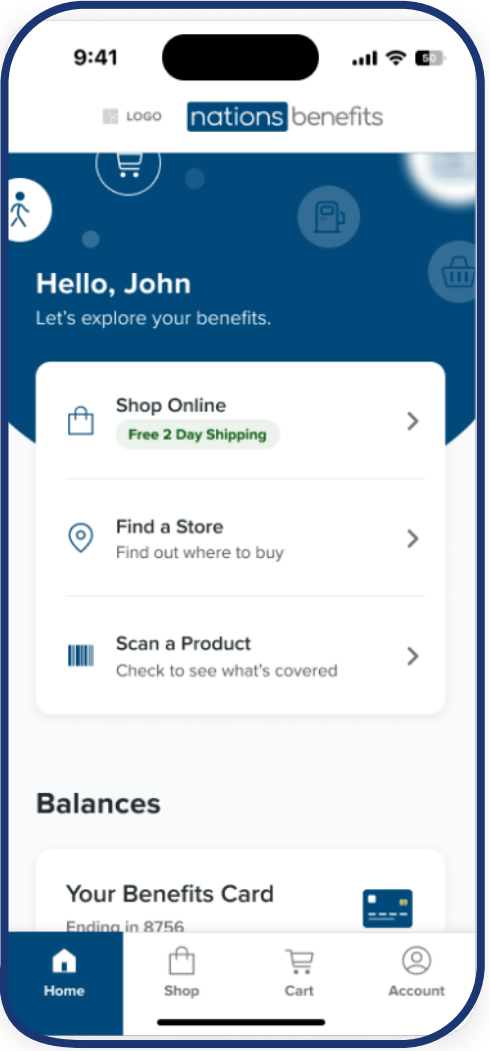 9:41
50
LOGO nations benefits
Hello, John
Let's explore your benefits.
Shop Online
Free 2 Day Shipping
Find a Store
Find out where to buy
Scan a Product
Check to see what's covered
Balances
Your Benefits Card
Ending in 8756
Home Shop Cart Account